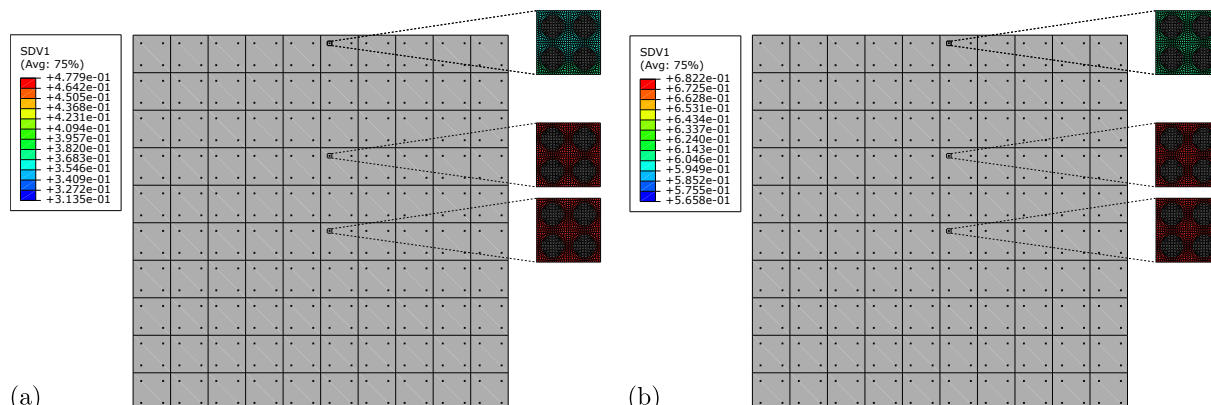 SDV1
(Avg: 75%)
+4.779e-01
+4.642e-01
+4.505e-01
+4.368e-01
+4.231e-01
+4.094e-01
+3.957e-01
+3.820e-01
+3.683e-01
+3.546e-01
+3.409e-01
+3.272e-01
+3.135e-01
(a)
SDV1
(Avg: 75%)
+6.822e-01
+6.725e-01
+6.628e-01
+6.531e-01
+6.434e-01
+6.337e-01
+6.240e-01
+6.143e-01
+6.046e-01
+5.949e-01
+5.852e-01
+5.755e-01
+5.658e-01
(b)